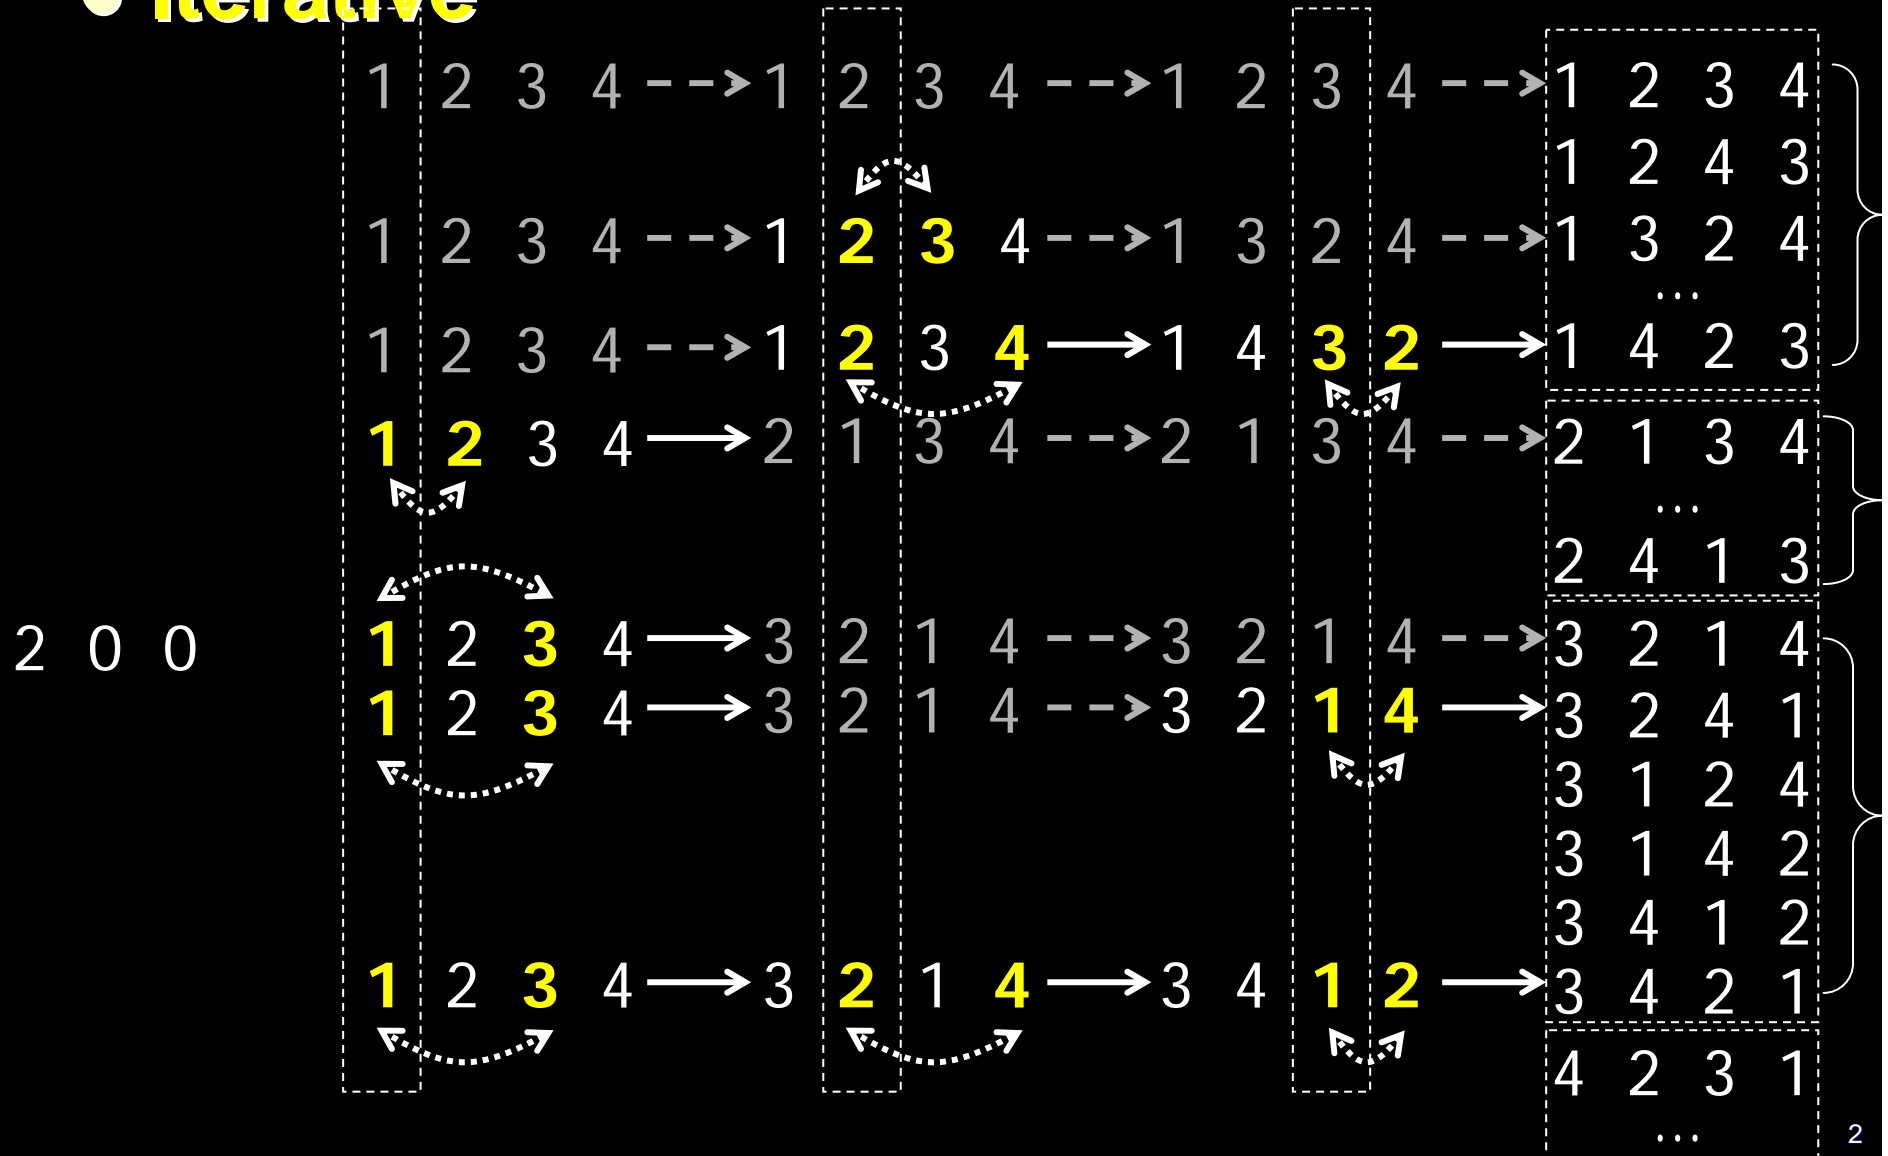 ● Iterative
1 2 3 4 1 2 3 4 1 2 3 4 1 2 3 4
1 2 4 3
1 2 3 4 1 2 3 4 1 3 2 4 1 3 2 4
...
1 2 3 4 1 2 3 4 1 4 3 2 1 4 2 3
1 2 3 4 2 1 3 4 2 1 3 4 2 1 3 4
...
2 4 1 3
2 0 0 1 2 3 4 3 2 1 4 3 2 1 4 3 2 1 4
1 2 3 4 3 2 1 4 3 2 1 4 3 2 4 1
3 1 2 4
3 1 4 2
3 4 1 2
1 2 3 4 3 2 1 4 3 4 1 2 3 4 2 1
4 2 3 1
...
2